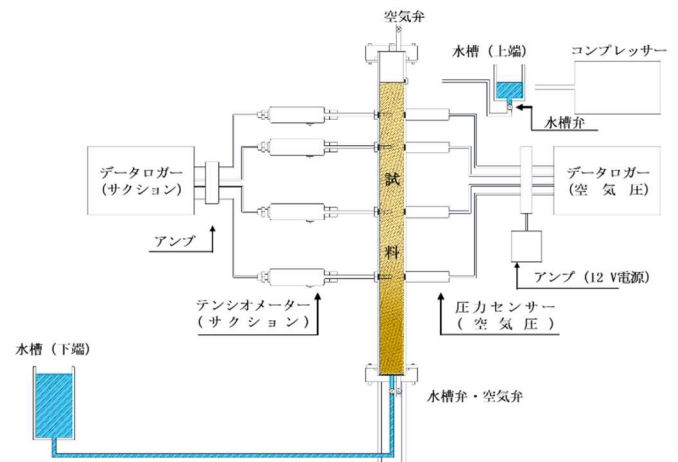 空気弁
水槽（上端）
コンプレッサー
水槽弁
データロガー
（サクション）
試
料
データロガー
（空　気　圧）
アンプ
アンプ（12 V電源）
テンシオメーター
（サクション）
圧力センサー
（空　気　圧）
水槽（下端）
水槽弁・空気弁